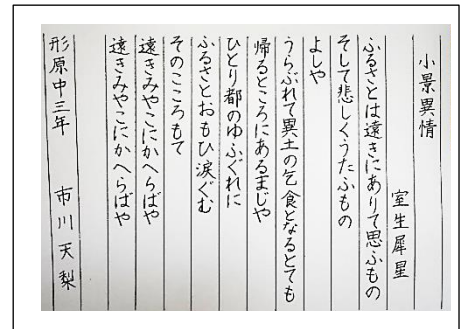 小景異情
室生犀星
ふるさとは遠きにありて思ふもの
そして悲しくうたふもの
よしや
うらぶれて異土の乞食となるとても
帰るところにあるまじや
ひとり都のゆふぐれに
ふるさとおもひ涙ぐむ
そのこころもて
遠きみやこにかへらばや
遠きみやこにかへらばや
形原中三年 市川天梨